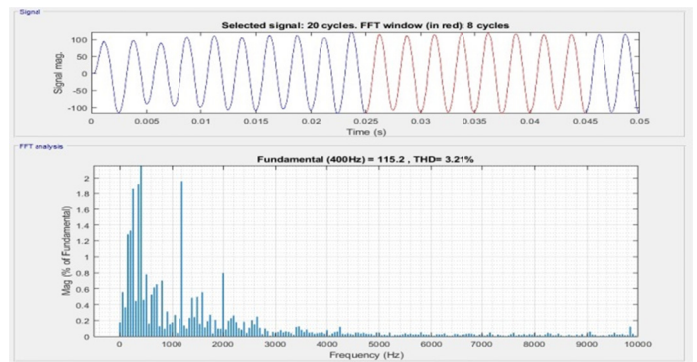 Signal
Selected signal: 20 cycles. FFT window (in red) 8 cycles
Signal mag.
100
50
0
-50
-100
0 0.005 0.01 0.015 0.02 0.025 0.03 0.035 0.04 0.045 0.05
Time (s)
FFT analysis
Fundamental (400Hz) = 115.2 , THD= 3.21%
Mag (% of Fundamental)
2
1.8
1.6
1.4
1.2
1
0.8
0.6
0.4
0.2
0
0 1000 2000 3000 4000 5000 6000 7000 8000 9000 10000
Frequency (Hz)